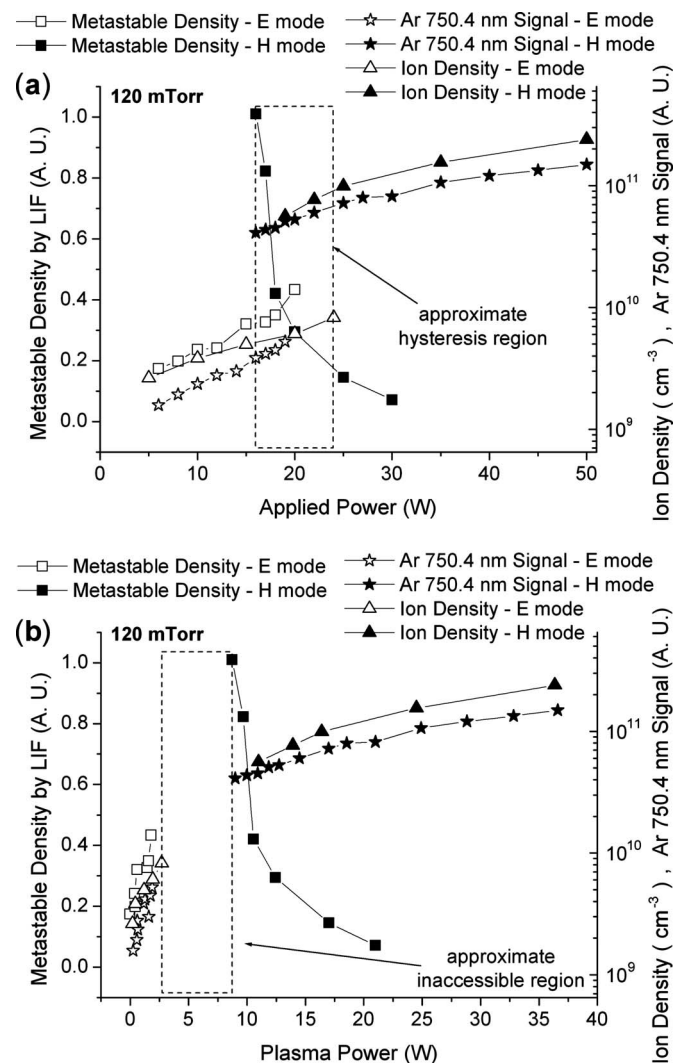 Metastable Density - E mode
Metastable Density - H mode
Ar 750.4 nm Signal - E mode
Ar 750.4 nm Signal - H mode
Ion Density - E mode
Ion Density - H mode
(a)
120 mTorr
Metastable Density by LIF (A. U.)
1.0
0.8
0.6
0.4
0.2
0.0
approximate
hysteresis region
10¹¹
10¹⁰
10⁹
Ion Density ( cm⁻³ ) , Ar 750.4 nm Signal (A. U.)
0 10 20 30 40 50
Applied Power (W)
Metastable Density - E mode
Metastable Density - H mode
Ar 750.4 nm Signal - E mode
Ar 750.4 nm Signal - H mode
Ion Density - E mode
Ion Density - H mode
(b)
120 mTorr
Metastable Density by LIF (A. U.)
1.0
0.8
0.6
0.4
0.2
0.0
approximate
inaccessible region
10¹¹
10¹⁰
10⁹
Ion Density ( cm⁻³ ) , Ar 750.4 nm Signal (A. U.)
0 5 10 15 20 25 30 35 40
Plasma Power (W)